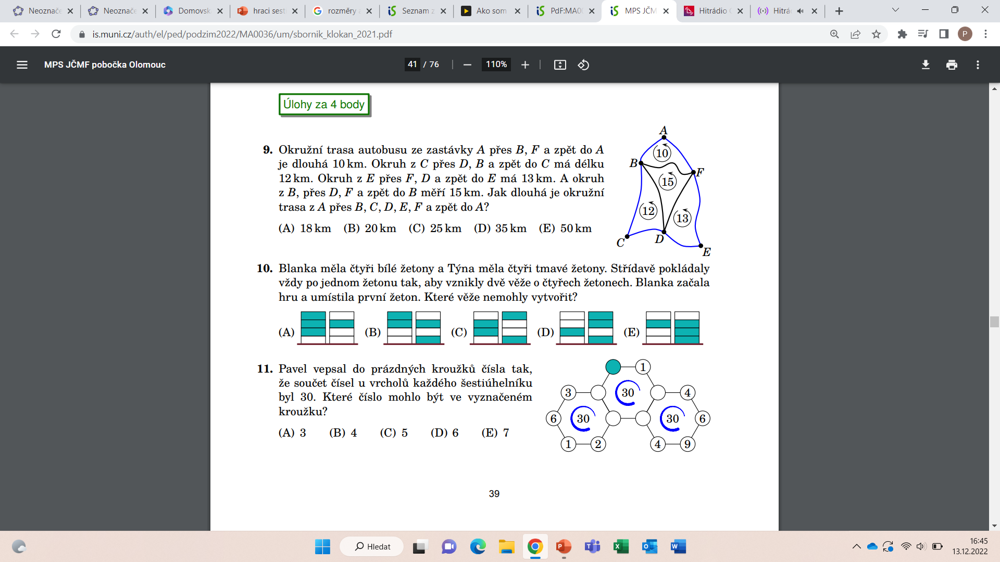 Neoznače
Neoznače
Domovsk
hraci sest
rozměry a
Seznam z
Ako som
PdF:MA00
MPS JČM
Hitrádio
Hitrá
is.muni.cz/auth/el/ped/podzim2022/MA0036/um/sbornik_klokan_2021.pdf
P
MPS JČMF pobočka Olomouc
41 / 76
110%
Úlohy za 4 body
9. Okružní trasa autobusu ze zastávky A přes B, F a zpět do A
je dlouhá 10 km. Okruh z C přes D, B a zpět do C má délku
12 km. Okruh z E přes F, D a zpět do E má 13 km. A okruh
z B, přes D, F a zpět do B měří 15 km. Jak dlouhá je okružní
trasa z A přes B, C, D, E, F a zpět do A?
(A) 18 km (B) 20 km (C) 25 km (D) 35 km (E) 50 km
A
10
B
F
15
12
13
C
D
E
10. Blanka měla čtyři bílé žetony a Týna měla čtyři tmavé žetony. Střídavě pokládaly
vždy po jednom žetonu tak, aby vznikly dvě věže o čtyřech žetonech. Blanka začala
hru a umístila první žeton. Které věže nemohly vytvořit?
(A) (B) (C) (D) (E)
11. Pavel vepsal do prázdných kroužků čísla tak,
že součet čísel u vrcholů každého šestiúhelníku
byl 30. Které číslo mohlo být ve vyznačeném
kroužku?
(A) 3 (B) 4 (C) 5 (D) 6 (E) 7
1
3 30 4
6 30 30 6
1 2 4 9
39
Hledat
16:45
13.12.2022